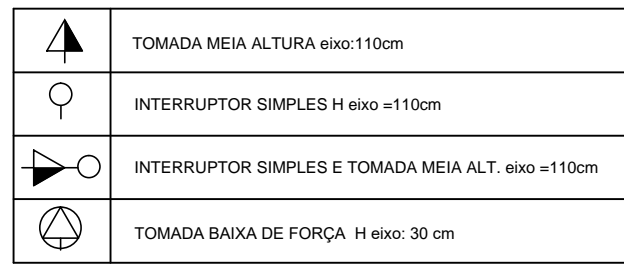 TOMADA MEIA ALTURA eixo:110cm
INTERRUPTOR SIMPLES H eixo =110cm
INTERRUPTOR SIMPLES E TOMADA MEIA ALT. eixo =110cm
TOMADA BAIXA DE FORÇA H eixo: 30 cm